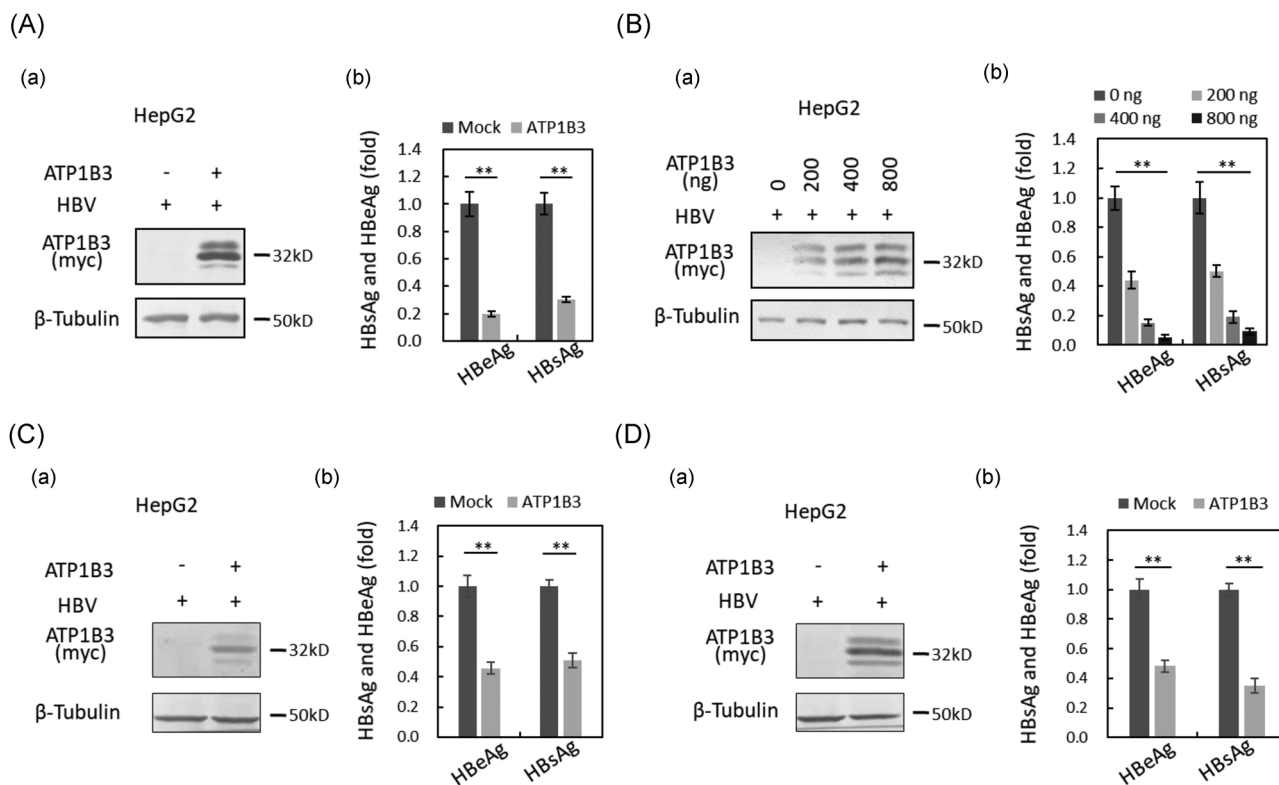 (A)
(a)
HepG2
ATP1B3 - +
HBV + +
ATP1B3
(myc)
32kD
β-Tubulin
50kD
(b)
Mock ATP1B3
HBsAg and HBeAg (fold)
1.4
1.2
1.0
0.8
0.6
0.4
0.2
0.0
** **
HBeAg HBsAg
(B)
(a)
HepG2
ATP1B3
(ng)
0 200 400 800
HBV + + + +
ATP1B3
(myc)
32kD
β-Tubulin
50kD
(b)
0 ng 200 ng
400 ng 800 ng
HBsAg and HBeAg (fold)
1.4
1.2
1.0
0.8
0.6
0.4
0.2
0.0
** **
HBeAg HBsAg
(C)
(a)
HepG2
ATP1B3 - +
HBV + +
ATP1B3
(myc)
32kD
β-Tubulin
50kD
(b)
Mock ATP1B3
HBsAg and HBeAg (fold)
1.4
1.2
1.0
0.8
0.6
0.4
0.2
0.0
** **
HBeAg HBsAg
(D)
(a)
HepG2
ATP1B3 - +
HBV + +
ATP1B3
(myc)
32kD
β-Tubulin
50kD
(b)
Mock ATP1B3
HBsAg and HBeAg (fold)
1.4
1.2
1.0
0.8
0.6
0.4
0.2
0.0
** **
HBeAg HBsAg